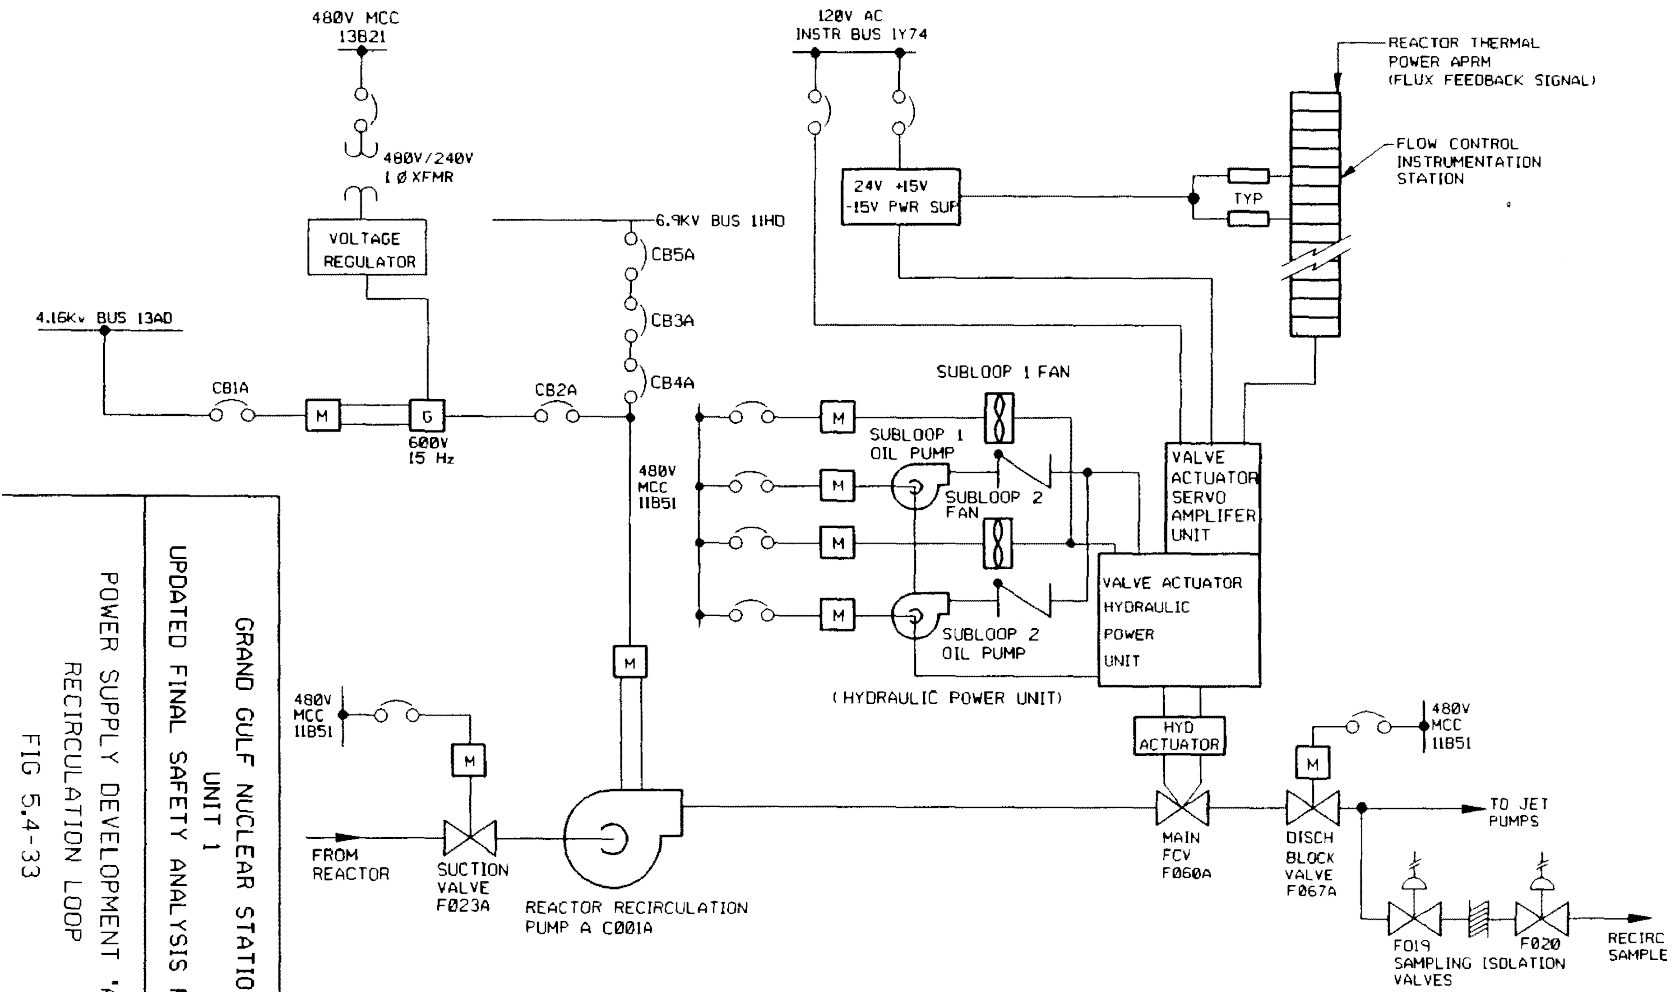 480V MCC
13B21
480V/240V
1 Ø XFMR
VOLTAGE
REGULATOR
4.16Kv BUS 13AD
CB1A
M
G
600V
15 Hz
CB2A
6.9KV BUS 11HD
CB5A
CB3A
CB4A
120V AC
INSTR BUS 1Y74
24V +15V
-15V PWR SUP
TYP
REACTOR THERMAL
POWER APRM
(FLUX FEEDBACK SIGNAL)
FLOW CONTROL
INSTRUMENTATION
STATION
480V
MCC
11B51
SUBLOOP 1 FAN
M
SUBLOOP 1
OIL PUMP
M
SUBLOOP 2
FAN
M
M
SUBLOOP 2
OIL PUMP
(HYDRAULIC POWER UNIT)
VALVE
ACTUATOR
SERVO
AMPLIFER
UNIT
VALVE ACTUATOR
HYDRAULIC
POWER
UNIT
HYD
ACTUATOR
480V
MCC
11B51
M
M
FROM
REACTOR
SUCTION
VALVE
F023A
REACTOR RECIRCULATION
PUMP A C001A
MAIN
FCV
F060A
480V
MCC
11B51
M
DISCH
BLOCK
VALVE
F067A
TO JET
PUMPS
F019
F020
SAMPLING ISOLATION
VALVES
RECIRC
SAMPLE
GRAND GULF NUCLEAR STATIO
UNIT 1
UPDATED FINAL SAFETY ANALYSIS
POWER SUPPLY DEVELOPMENT
RECIRCULATION LOOP
FIG 5.4-33